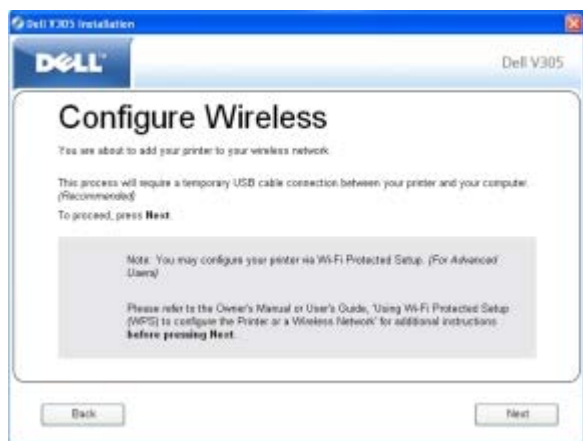 Dell V305 Installation
DELL
Dell V305
Configure Wireless
You are about to add your printer to your wireless network.
This process will require a temporary USB cable connection between your printer and your computer.
(Recommended)
To proceed, press Next.
Note: You may configure your printer via Wi-Fi Protected Setup. (For Advanced
Users)
Please refer to the Owner's Manual or User's Guide, 'Using Wi-Fi Protected Setup
(WPS) to configure the Printer or a Wireless Network' for additional instructions
before pressing Next.
Back
Next